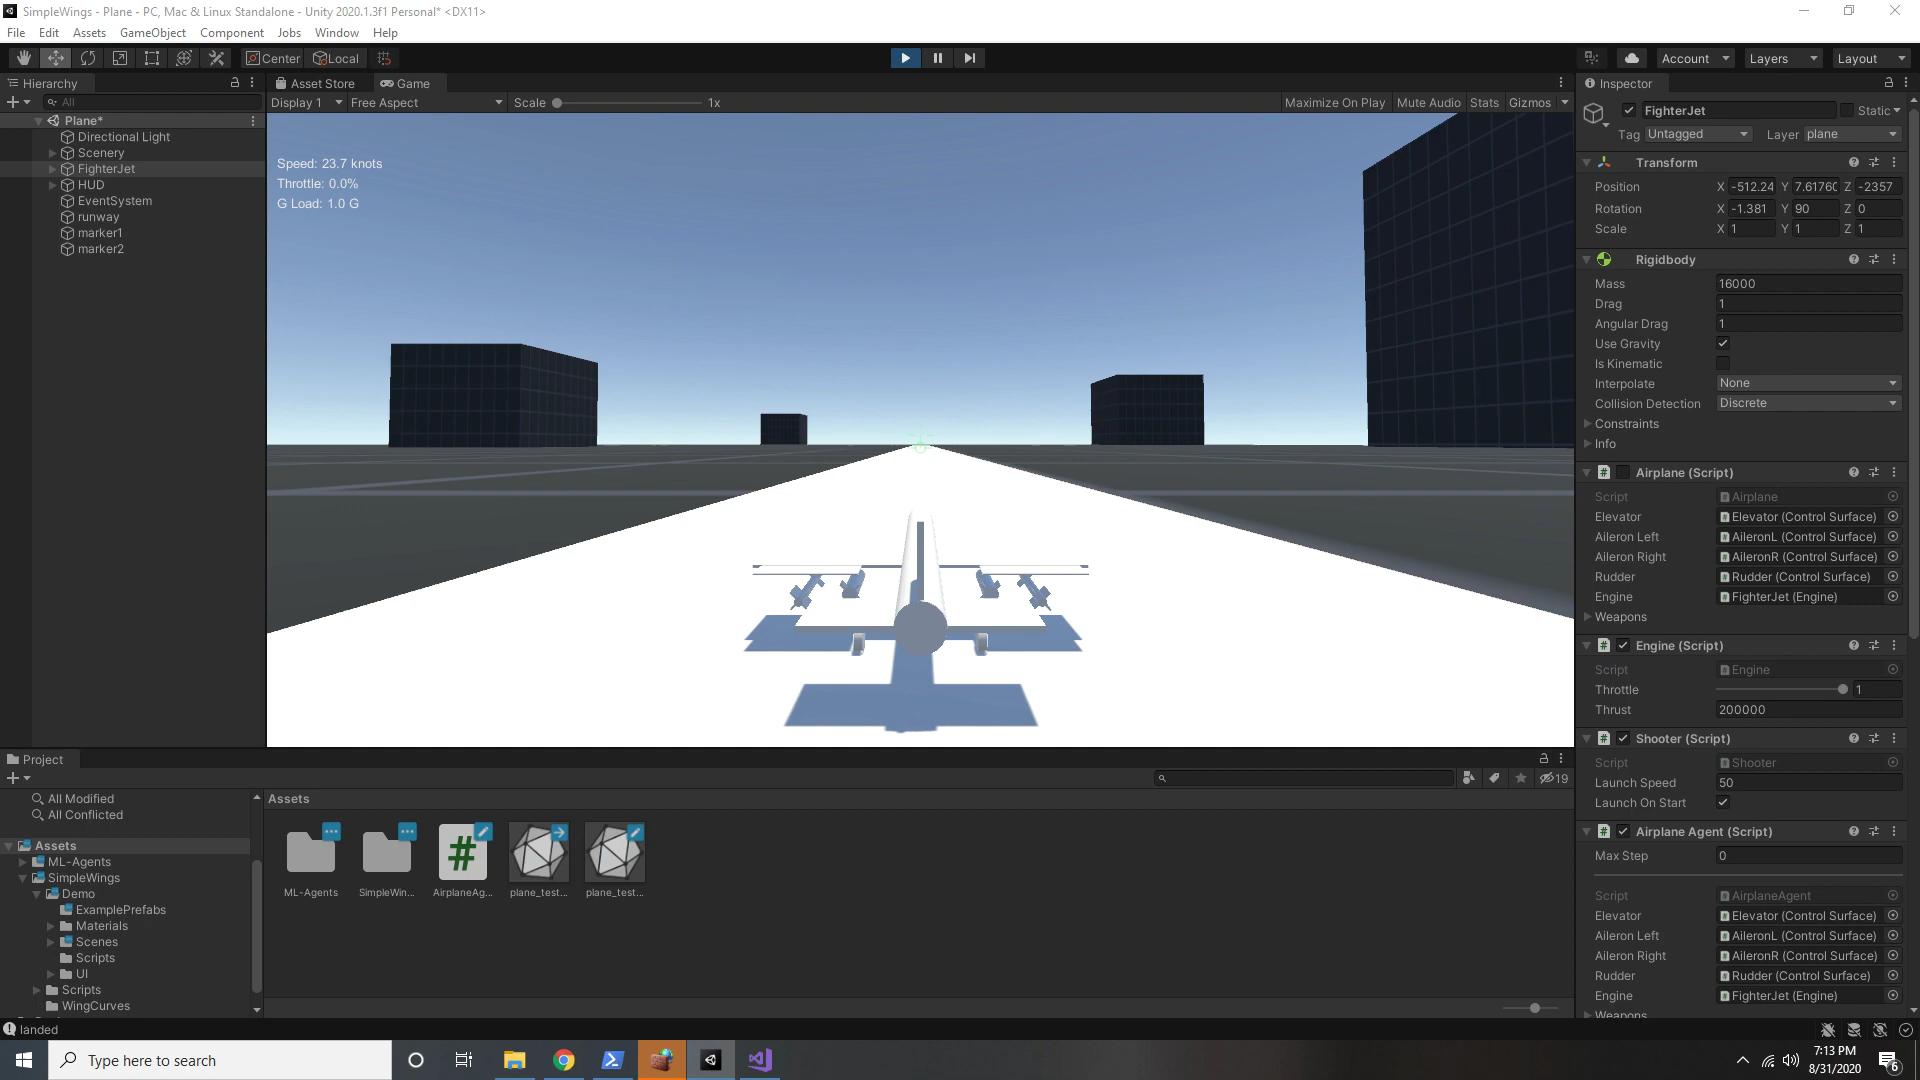 SimpleWings - Plane - PC, Mac & Linux Standalone - Unity 2020.1.3f1 Personal* <DX11>
File Edit Assets GameObject Component Jobs Window Help
Center Local Account Layers Layout
Hierarchy Asset Store Game Inspector
All Display 1 Free Aspect Scale 1x Maximize On Play Mute Audio Stats Gizmos
Plane*
Directional Light
Scenery
FighterJet
HUD
EventSystem
runway
marker1
marker2
Speed: 23.7 knots
Throttle: 0.0%
G Load: 1.0 G
FighterJet Static
Tag Untagged Layer plane
Transform
Position X -512.24 Y 7.6176 Z -2357
Rotation X -1.381 Y 90 Z 0
Scale X 1 Y 1 Z 1
Rigidbody
Mass 16000
Drag 1
Angular Drag 1
Use Gravity
Is Kinematic
Interpolate None
Collision Detection Discrete
Constraints
Info
# Airplane (Script)
Script Airplane
Elevator Elevator (Control Surface)
Aileron Left AileronL (Control Surface)
Aileron Right AileronR (Control Surface)
Rudder Rudder (Control Surface)
Engine FighterJet (Engine)
Weapons
# Engine (Script)
Script Engine
Throttle 1
Thrust 200000
# Shooter (Script)
Script Shooter
Launch Speed 50
Launch On Start
# Airplane Agent (Script)
Max Step 0
Script AirplaneAgent
Elevator Elevator (Control Surface)
Aileron Left AileronL (Control Surface)
Aileron Right AileronR (Control Surface)
Rudder Rudder (Control Surface)
Engine FighterJet (Engine)
Weapons
Project
19
All Modified
All Conflicted
Assets
ML-Agents
SimpleWings
Demo
ExamplePrefabs
Materials
Scenes
Scripts
UI
Scripts
WingCurves
Assets
#
ML-Agents SimpleWin... AirplaneAg... plane_test... plane_test...
landed
Type here to search
7:13 PM
8/31/2020
6